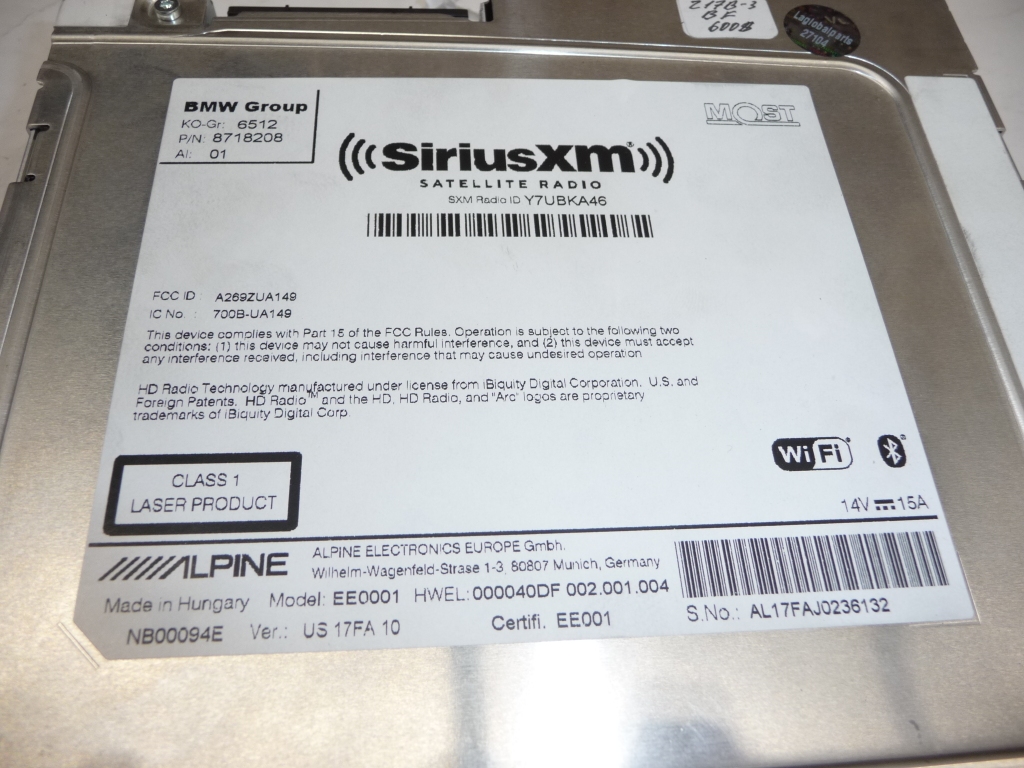 217B-3
BF
600$
Laglobalparts
27104
BMW Group
KO-Gr: 6512
P/N: 8718208
AI: 01
MOST
SiriusXM
SATELLITE RADIO
SXM Radio ID Y7UBKA46
FCC ID : A269ZUA149
IC No. : 700B-UA149
This device complies with Part 15 of the FCC Rules. Operation is subject to the following two
conditions: (1) this device may not cause harmful interference, and (2) this device must accept
any interference received, including interference that may cause undesired operation
HD Radio Technology manufactured under license from iBiquity Digital Corporation. U.S. and
Foreign Patents. HD Radio™ and the HD, HD Radio, and "Arc" logos are proprietary
trademarks of iBiquity Digital Corp.
WiFi
CLASS 1
LASER PRODUCT
14V 15A
ALPINE
ALPINE ELECTRONICS EUROPE Gmbh.
Wilhelm-Wagenfeld-Strase 1-3, 80807 Munich, Germany
Made in Hungary Model: EE0001 HWEL:000040DF 002.001.004
NB00094E Ver.: US 17FA 10 Certifi. EE001
S.No.: AL17FAJ0236132